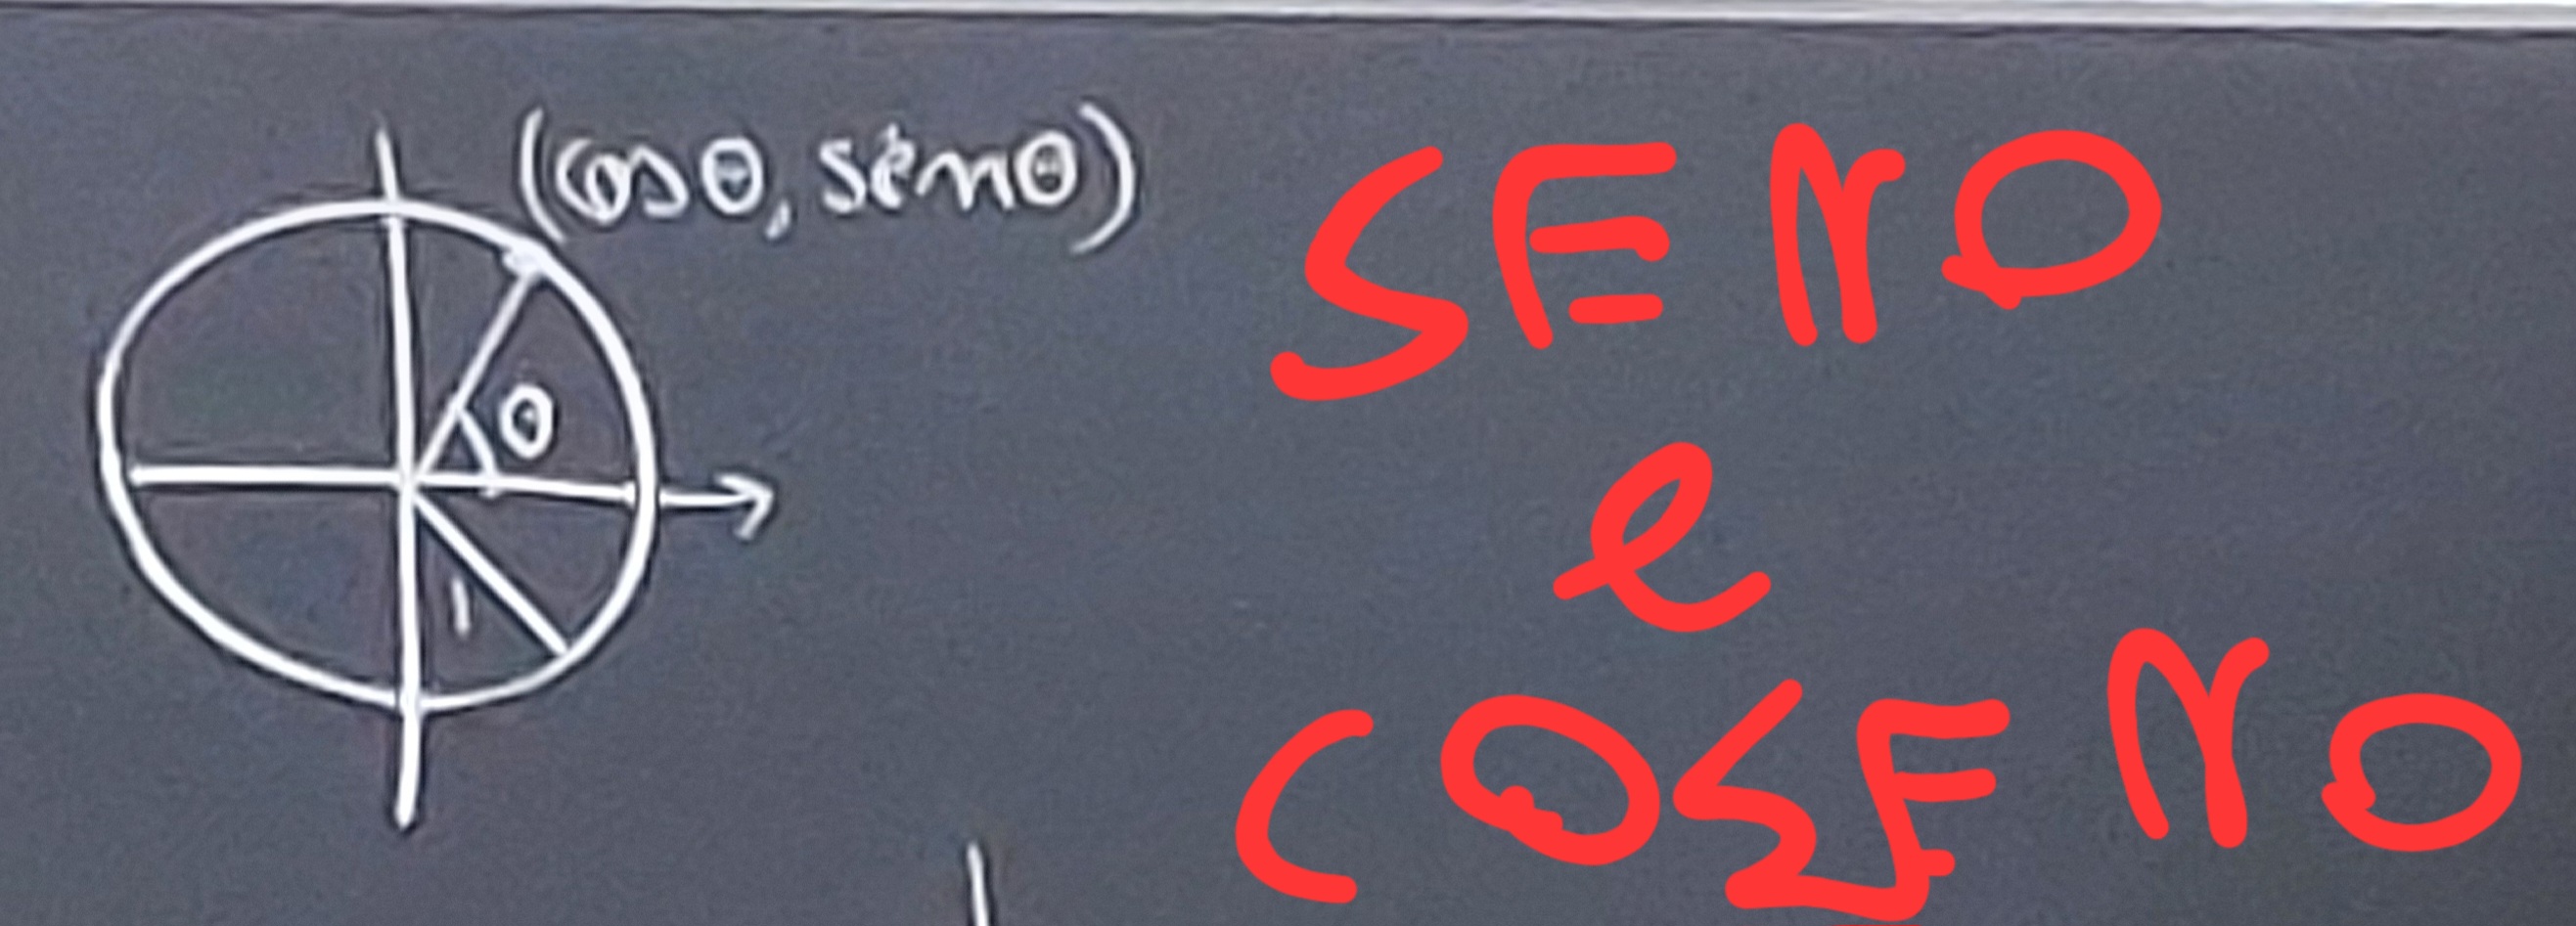 (cos θ, sen θ)
θ
1
SENO
e
COSENO